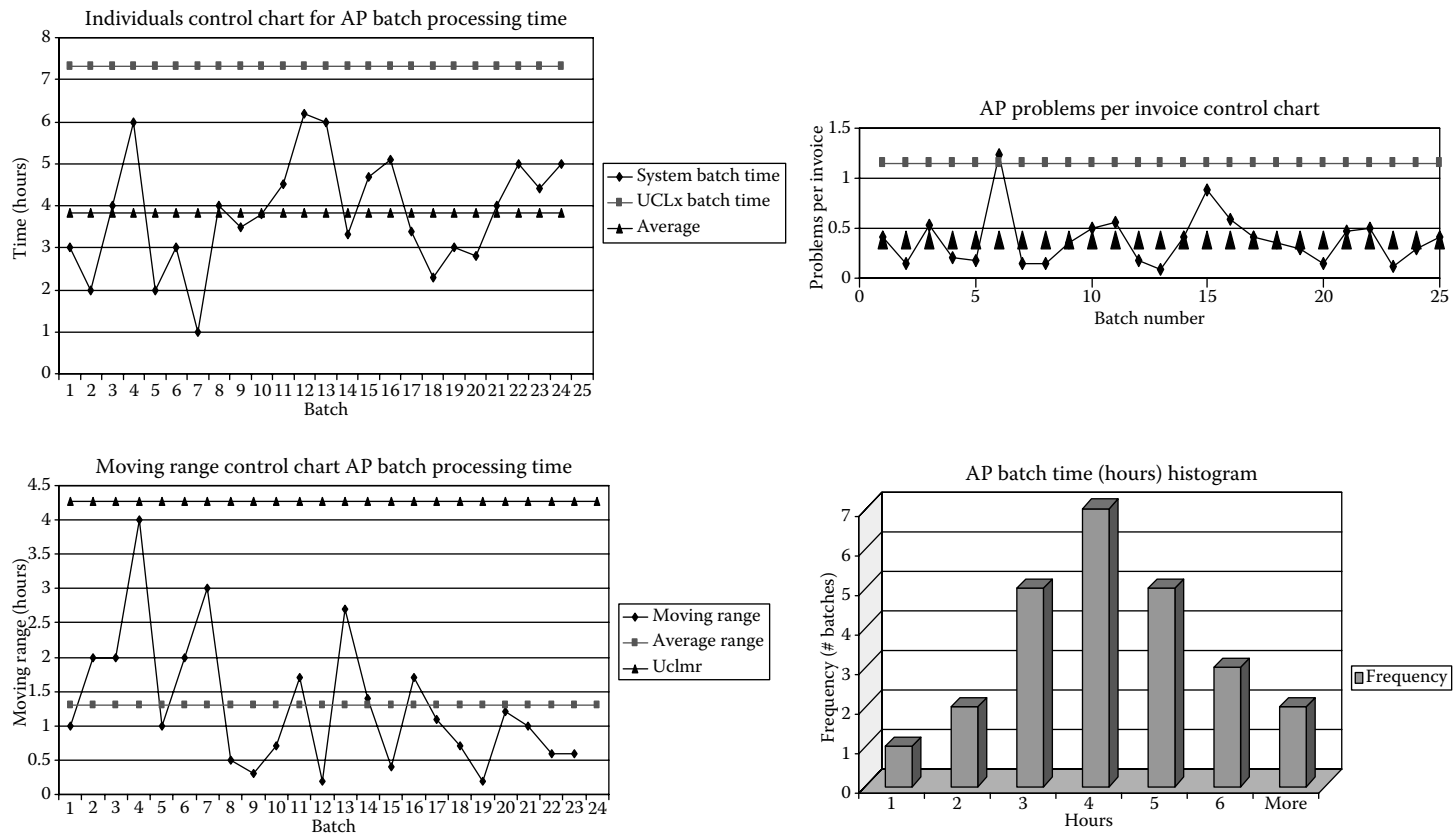 Individuals control chart for AP batch processing time
8
7
6
5
4
3
2
1
0
Time (hours)
1 2 3 4 5 6 7 8 9 10 11 12 13 14 15 16 17 18 19 20 21 22 23 24 25
Batch
System batch time
UCLx batch time
Average
AP problems per invoice control chart
1.5
1
0.5
0
Problems per invoice
0 5 10 15 20 25
Batch number
Moving range control chart AP batch processing time
4.5
4
3.5
3
2.5
2
1.5
1
0.5
0
Moving range (hours)
1 2 3 4 5 6 7 8 9 10 11 12 13 14 15 16 17 18 19 20 21 22 23 24
Batch
Moving range
Average range
Uclmr
AP batch time (hours) histogram
7
6
5
4
3
2
1
0
Frequency (# batches)
1 2 3 4 5 6 More
Hours
Frequency